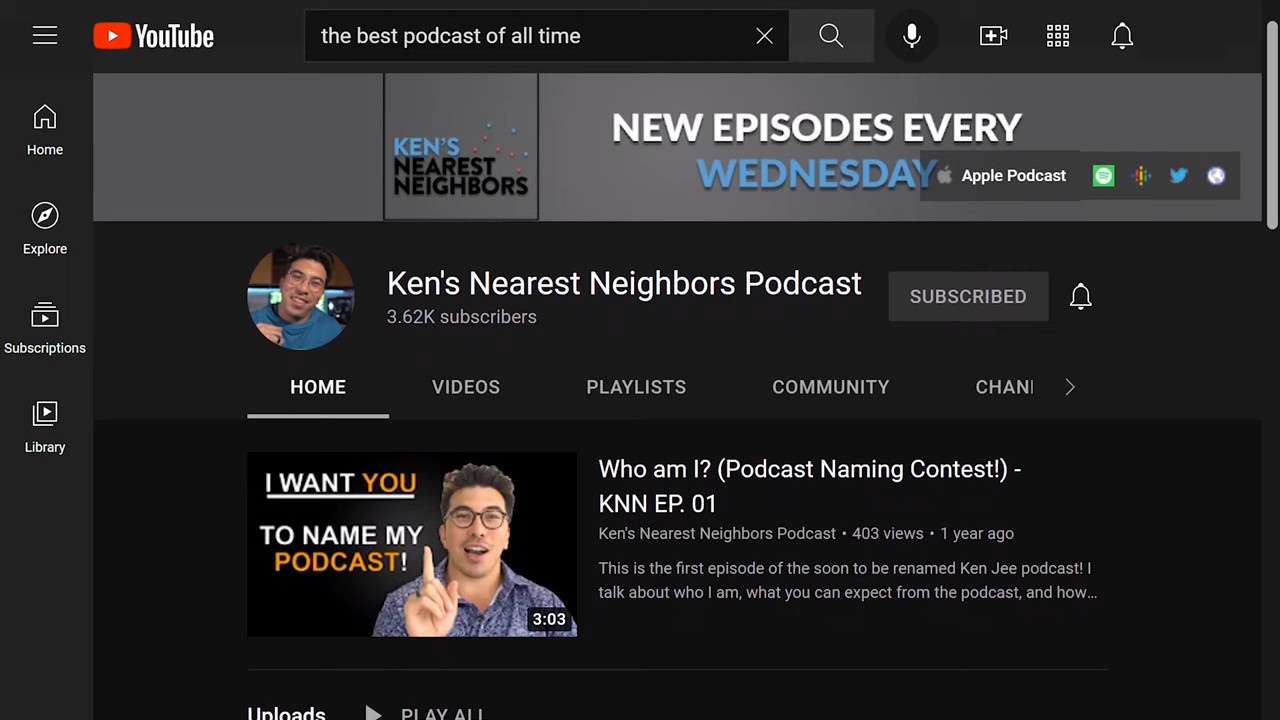 YouTube
the best podcast of all time
Home
Explore
Subscriptions
Library
KEN'S
NEAREST
NEIGHBORS
NEW EPISODES EVERY
WEDNESDAY
Apple Podcast
Ken's Nearest Neighbors Podcast
3.62K subscribers
SUBSCRIBED
HOME
VIDEOS
PLAYLISTS
COMMUNITY
CHAN
I WANT YOU
TO NAME MY
PODCAST!
3:03
Who am I? (Podcast Naming Contest!) -
KNN EP. 01
Ken's Nearest Neighbors Podcast • 403 views • 1 year ago
This is the first episode of the soon to be renamed Ken Jee podcast! I
talk about who I am, what you can expect from the podcast, and how...
Uploads
PLAY ALL